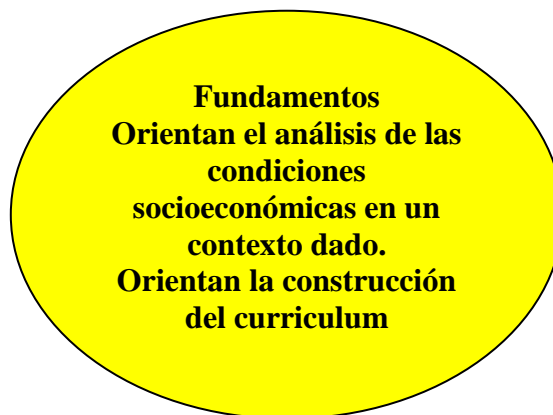 Fundamentos
Orientan el análisis de las
condiciones
socioeconómicas en un
contexto dado.
Orientan la construcción
del curriculum